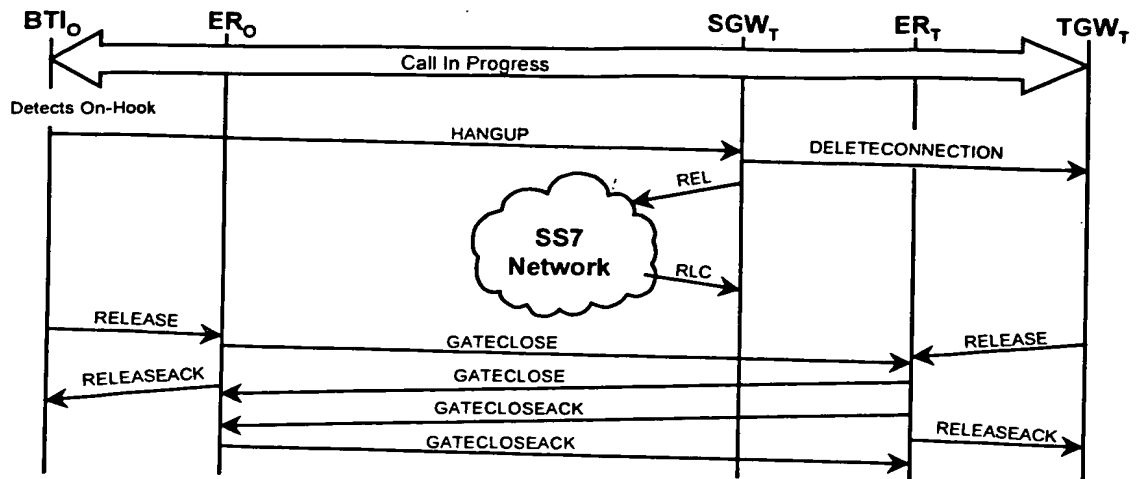 BTIO ERO SGWT ERT TGWT
Call In Progress
Detects On-Hook
HANGUP
DELETECONNECTION
REL
SS7
Network
RLC
RELEASE
GATECLOSE
RELEASE
RELEASEACK
GATECLOSE
GATECLOSEACK
GATECLOSEACK
RELEASEACK